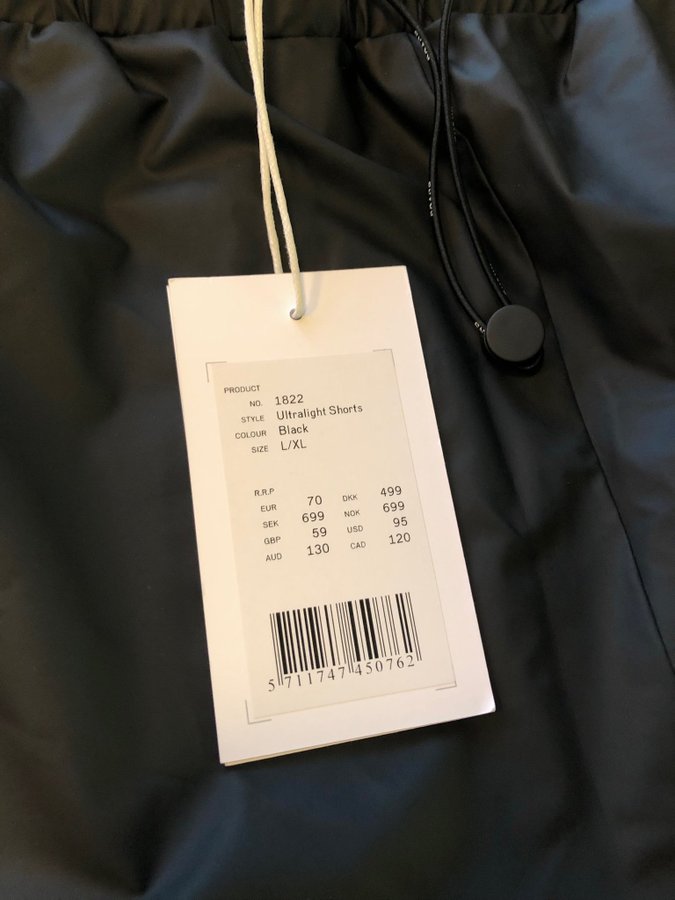 PRODUCT
NO. 1822
STYLE Ultralight Shorts
COLOUR Black
SIZE L/XL
R.R.P
EUR 70 DKK 499
SEK 699 NOK 699
GBP 59 USD 95
AUD 130 CAD 120
5 711747 450762